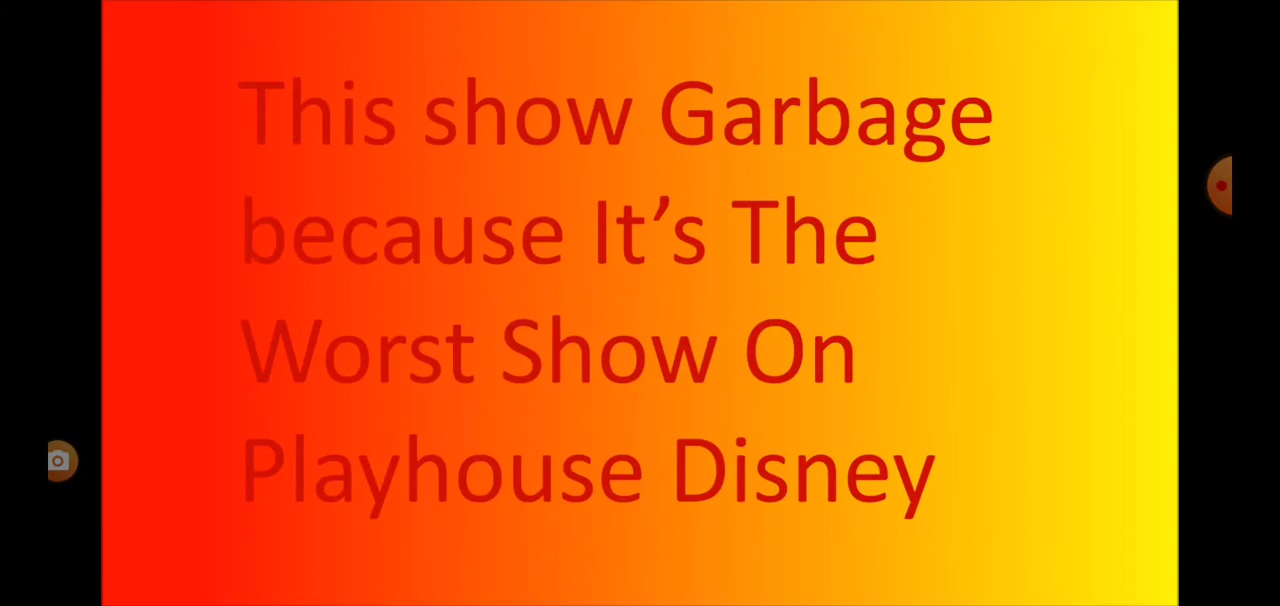 This show Garbage
because It’s The
Worst Show On
Playhouse Disney